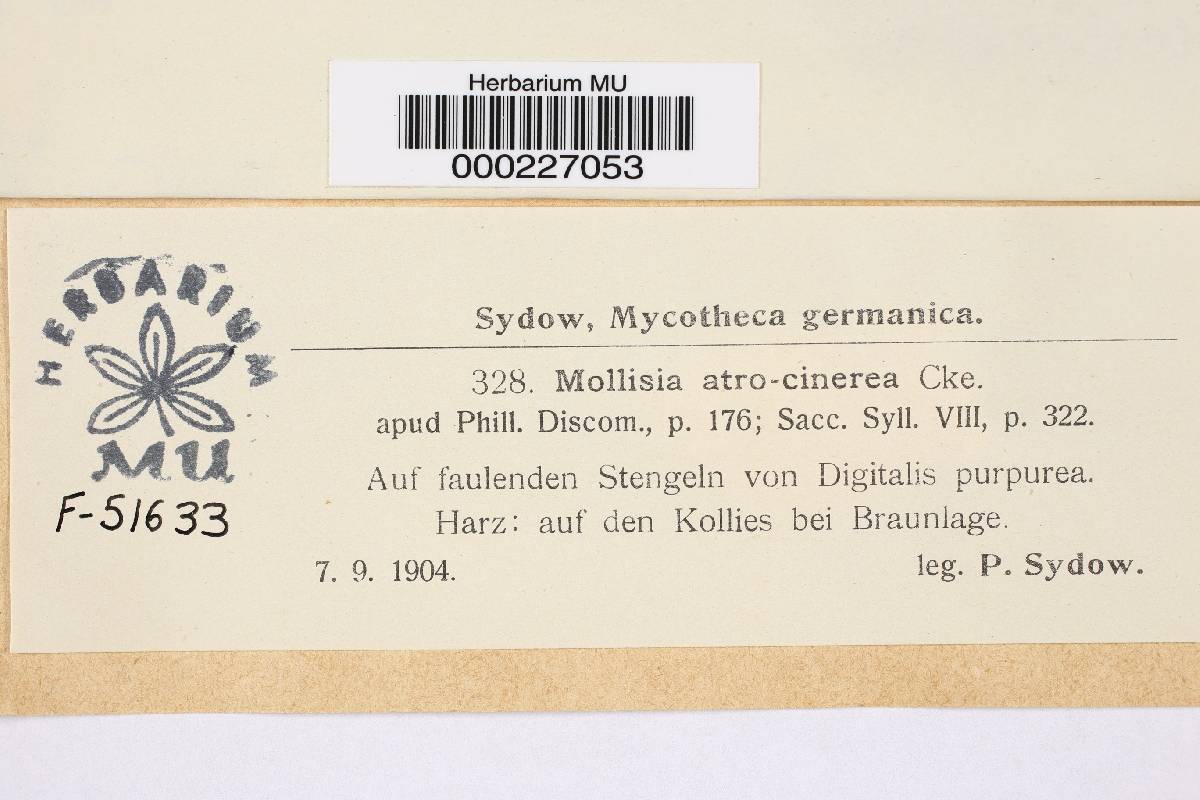 Herbarium MU
000227053
HERBARIUM
MU
F-51633
Sydow, Mycotheca germanica.
328. Mollisia atro-cinerea Cke.
apud Phill. Discom., p. 176; Sacc. Syll. VIII, p. 322.
Auf faulenden Stengeln von Digitalis purpurea.
Harz: auf den Kollies bei Braunlage.
7. 9. 1904. leg. P. Sydow.